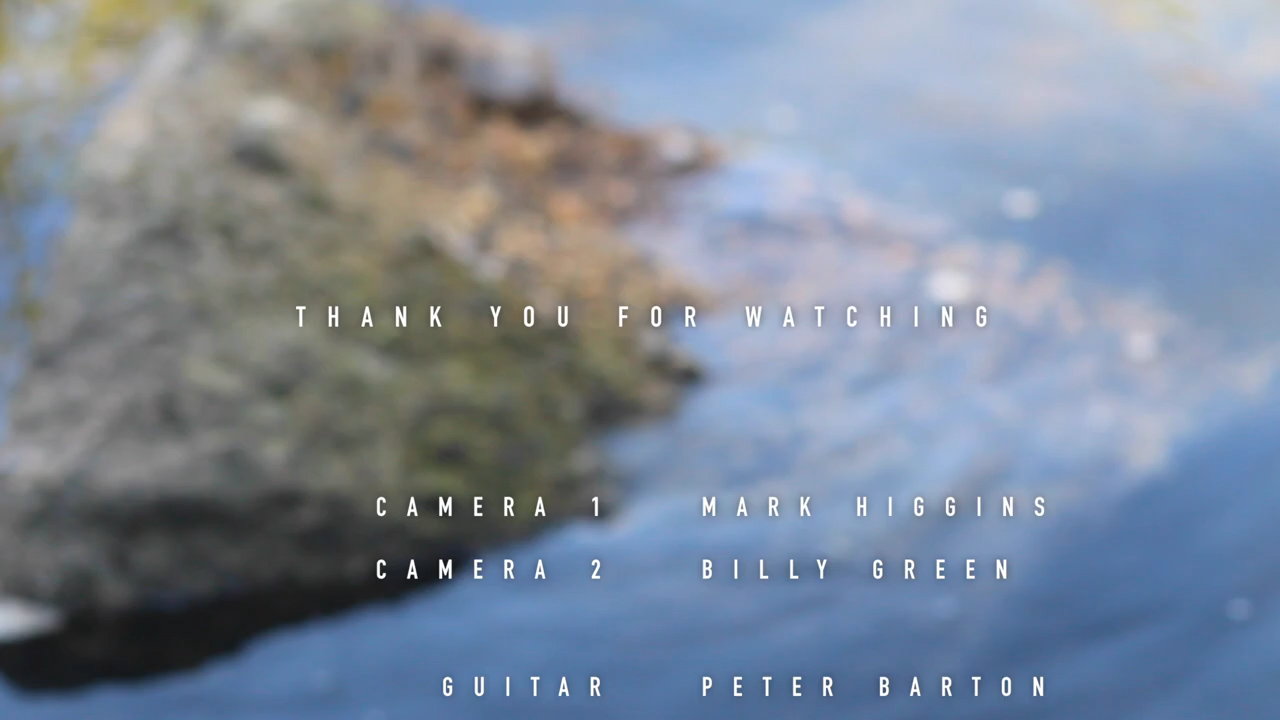 THANK YOU FOR WATCHING
CAMERA 1 MARK HIGGINS
CAMERA 2 BILLY GREEN
GUITAR PETER BARTON